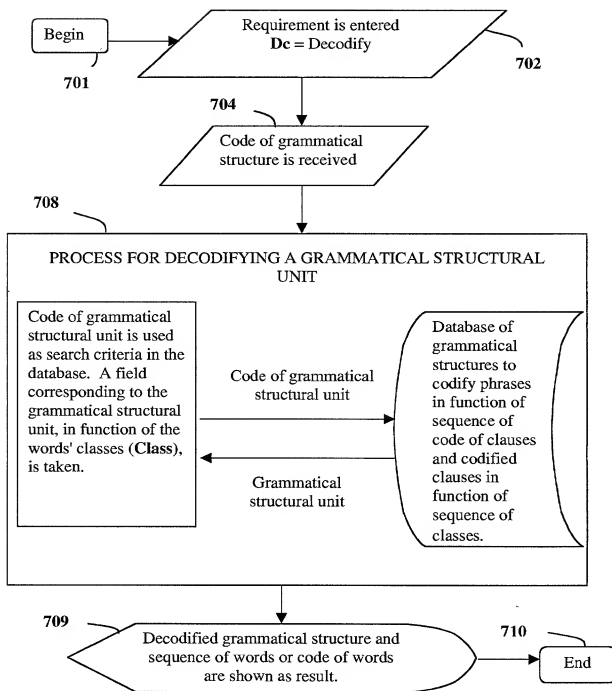 Begin
701
Requirement is entered
Dc = Decodify
702
704
Code of grammatical
structure is received
708
PROCESS FOR DECODIFYING A GRAMMATICAL STRUCTURAL
UNIT
Code of grammatical
structural unit is used
as search criteria in the
database. A field
corresponding to the
grammatical structural
unit, in function of the
words' classes (Class),
is taken.
Code of grammatical
structural unit
Grammatical
structural unit
Database of
grammatical
structures to
codify phrases
in function of
sequence of
code of clauses
and codified
clauses in
function of
sequence of
classes.
709
Decodified grammatical structure and
sequence of words or code of words
are shown as result.
710
End